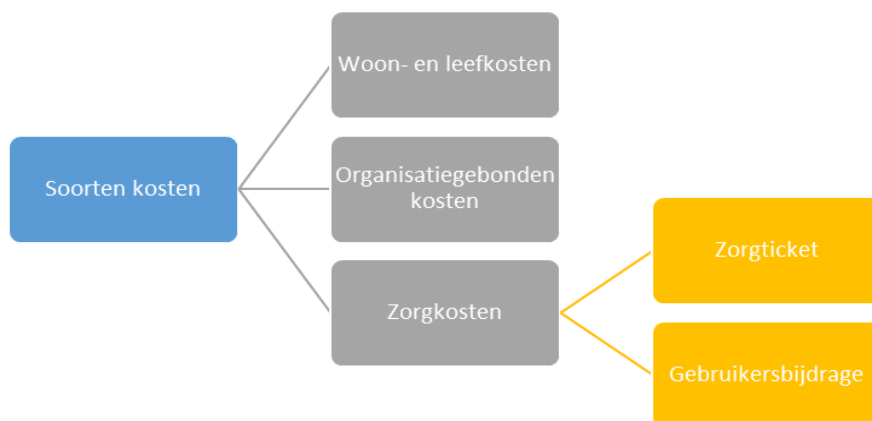 Soorten kosten
Woon- en leefkosten
Organisatiegebonden
kosten
Zorgkosten
Zorgticket
Gebruikersbijdrage